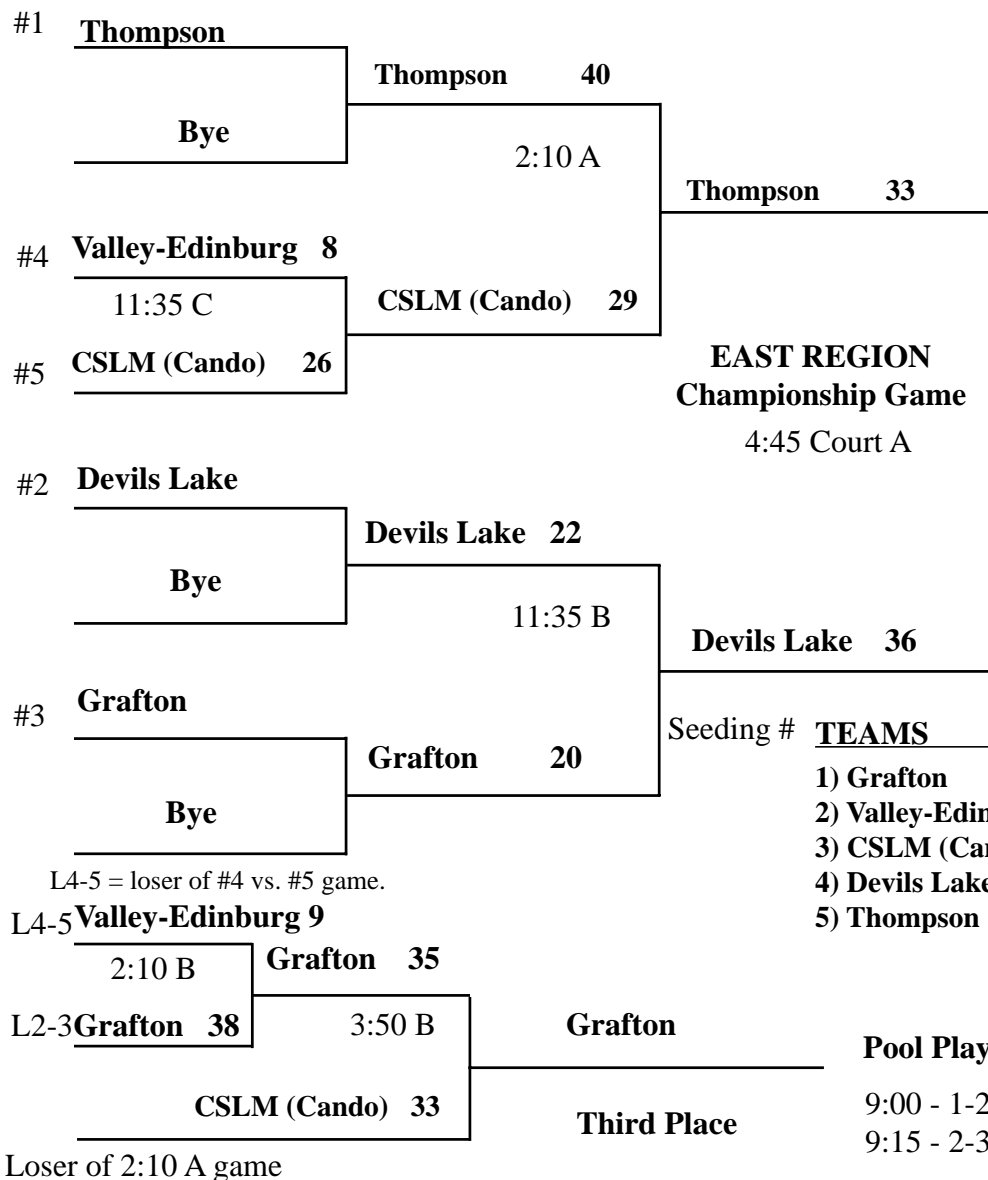 #1 Thompson
Thompson 40
Bye
2:10 A
Thompson 33
#4 Valley-Edinburg 8
11:35 C
CSLM (Cando) 29
#5 CSLM (Cando) 26
EAST REGION
Championship Game
4:45 Court A
#2 Devils Lake
Devils Lake 22
Bye
11:35 B
Devils Lake 36
#3 Grafton
Grafton 20
Bye
Seeding # TEAMS
1) Grafton
2) Valley-Edin
3) CSLM (Ca
4) Devils Lake
5) Thompson
L4-5 = loser of #4 vs. #5 game.
L4-5 Valley-Edinburg 9
2:10 B
Grafton 35
L2-3 Grafton 38
3:50 B
Grafton
CSLM (Cando) 33
Third Place
Loser of 2:10 A game
Pool Play
9:00 - 1-2
9:15 - 2-3